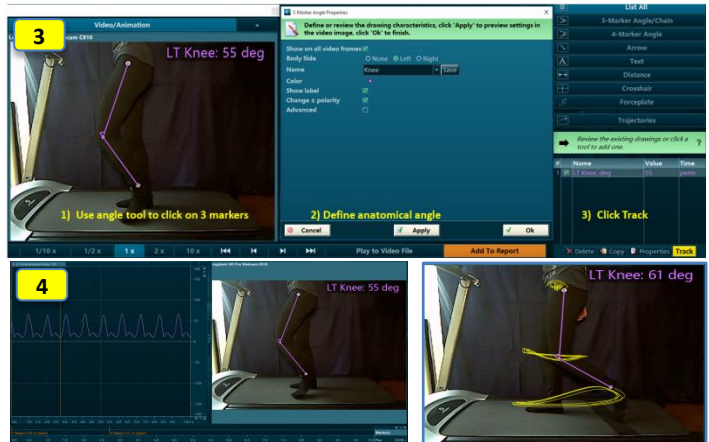 3
Video/Animation
+
cam C910
LT Knee: 55 deg
1) Use angle tool to click on 3 markers
3-Marker Angle Properties
Define or review the drawing characteristics, click 'Apply' to preview settings in
the video image, click 'Ok' to finish.
Show on all video frames
Body Side
None
Left
Right
Name
Knee
Save
Color
Show label
Change ± polarity
Advanced
2) Define anatomical angle
Cancel
Apply
Ok
List All
3-Marker Angle/Chain
4-Marker Angle
Arrow
Text
Distance
Crosshair
Forceplate
Trajectories
Review the existing drawings or click a
tool to add one.
?
#
Name
Value
Time
1
LT Knee, deg
55
perm
3) Click Track
1/10 x
1/2 x
1 x
2 x
10 x
Play to Video File
Add To Report
Delete
Copy
Properties
Track
4
LT Knee: 55 deg
LT Knee: 61 deg